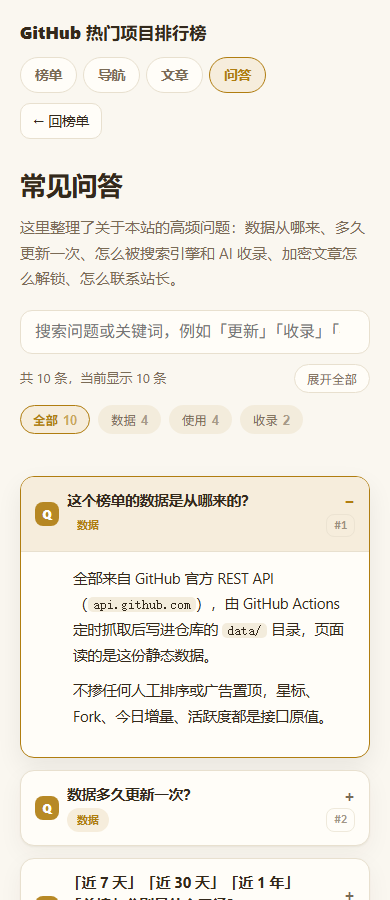 GitHub 热门项目排行榜
榜单 导航 文章 问答
← 回榜单
常见问答
这里整理了关于本站的高频问题：数据从哪来、多久
更新一次、怎么被搜索引擎和 AI 收录、加密文章怎
么解锁、怎么联系站长。
搜索问题或关键词，例如「更新」「收录」「
共 10 条，当前显示 10 条 展开全部
全部 10 数据 4 使用 4 收录 2
Q 这个榜单的数据是从哪来的？ −
数据 #1
全部来自 GitHub 官方 REST API
（api.github.com），由 GitHub Actions
定时抓取后写进仓库的 data/ 目录，页面
读的是这份静态数据。
不掺任何人工排序或广告置顶，星标、
Fork、今日增量、活跃度都是接口原值。
Q 数据多久更新一次？ +
数据 #2
「近 7 天」「近 30 天」「近 1 年」
+